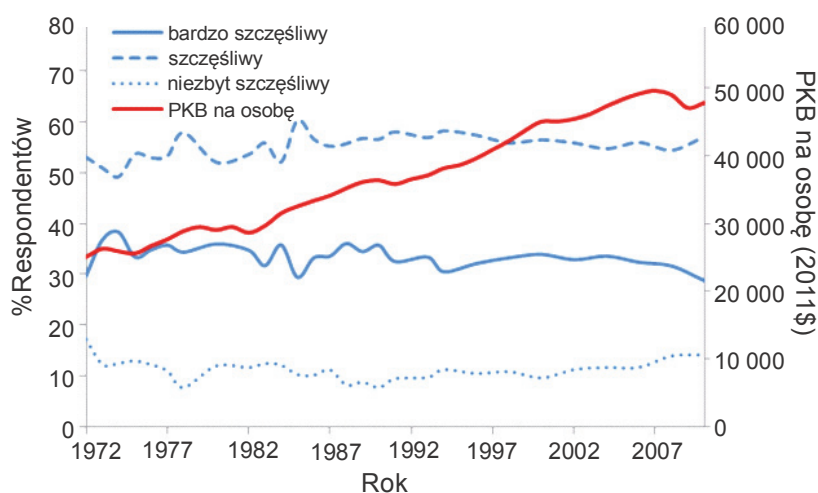 80
70
60
50
40
30
20
10
0
%Respondentów
bardzo szczęśliwy
szczęśliwy
niezbyt szczęśliwy
PKB na osobę
60 000
50 000
40 000
30 000
20 000
10 000
0
PKB na osobę (2011$)
1972 1977 1982 1987 1992 1997 2002 2007
Rok